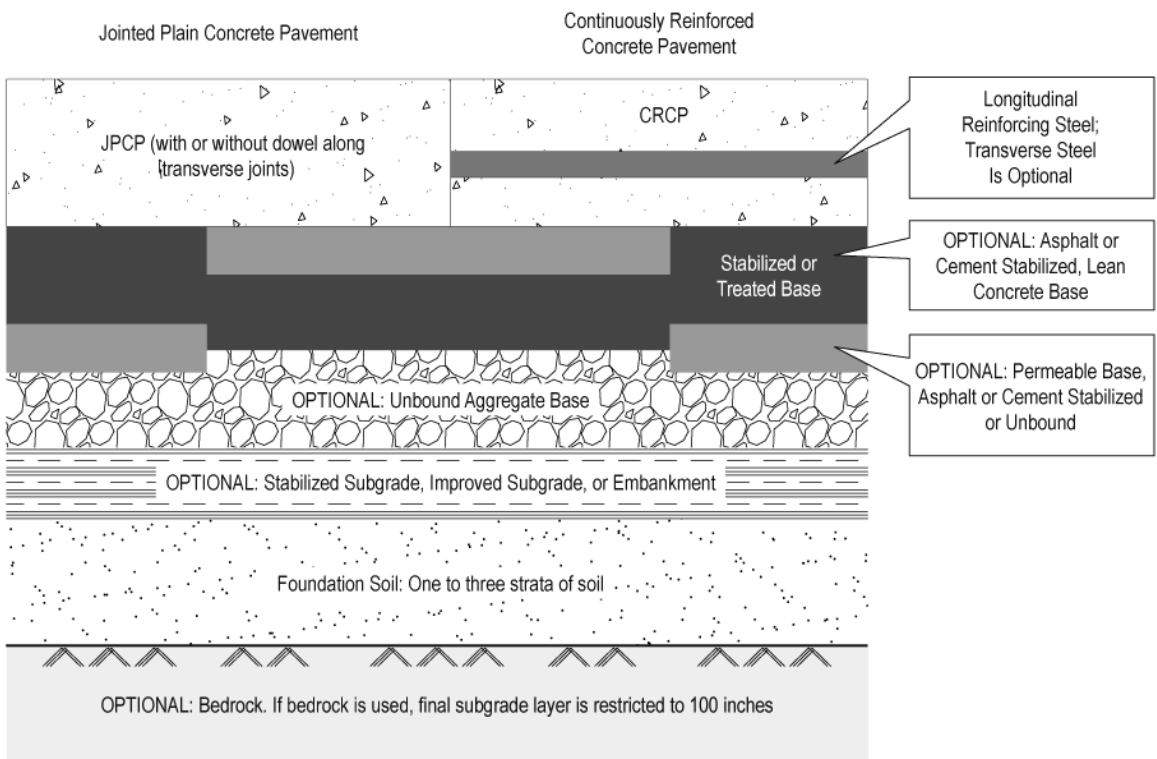 Jointed Plain Concrete Pavement
Continuously Reinforced
Concrete Pavement
JPCP (with or without dowel along
transverse joints)
CRCP
Longitudinal
Reinforcing Steel;
Transverse Steel
Is Optional
Stabilized or
Treated Base
OPTIONAL: Asphalt or
Cement Stabilized, Lean
Concrete Base
OPTIONAL: Permeable Base,
Asphalt or Cement Stabilized
or Unbound
OPTIONAL: Unbound Aggregate Base
OPTIONAL: Stabilized Subgrade, Improved Subgrade, or Embankment
Foundation Soil: One to three strata of soil
OPTIONAL: Bedrock. If bedrock is used, final subgrade layer is restricted to 100 inches